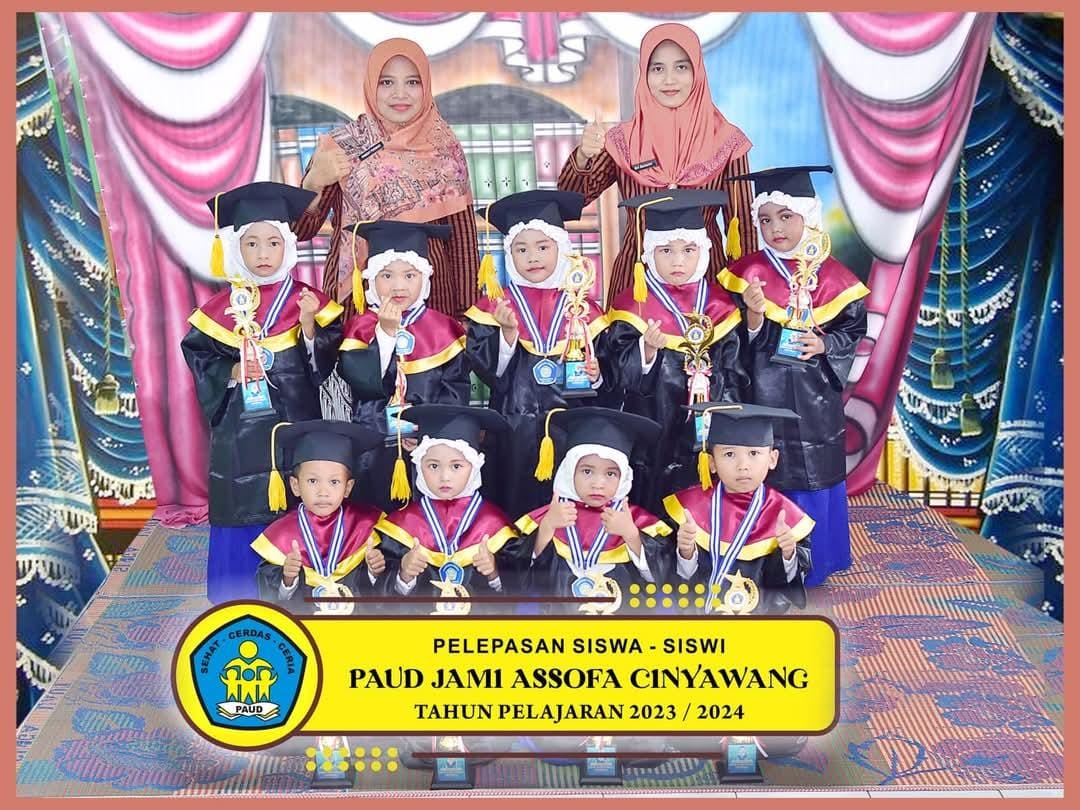 SEHAT - CERDAS - CERIA
PAUD
PELEPASAN SISWA - SISWI
PAUD JAMI ASSOFA CINYAWANG
TAHUN PELAJARAN 2023 / 2024